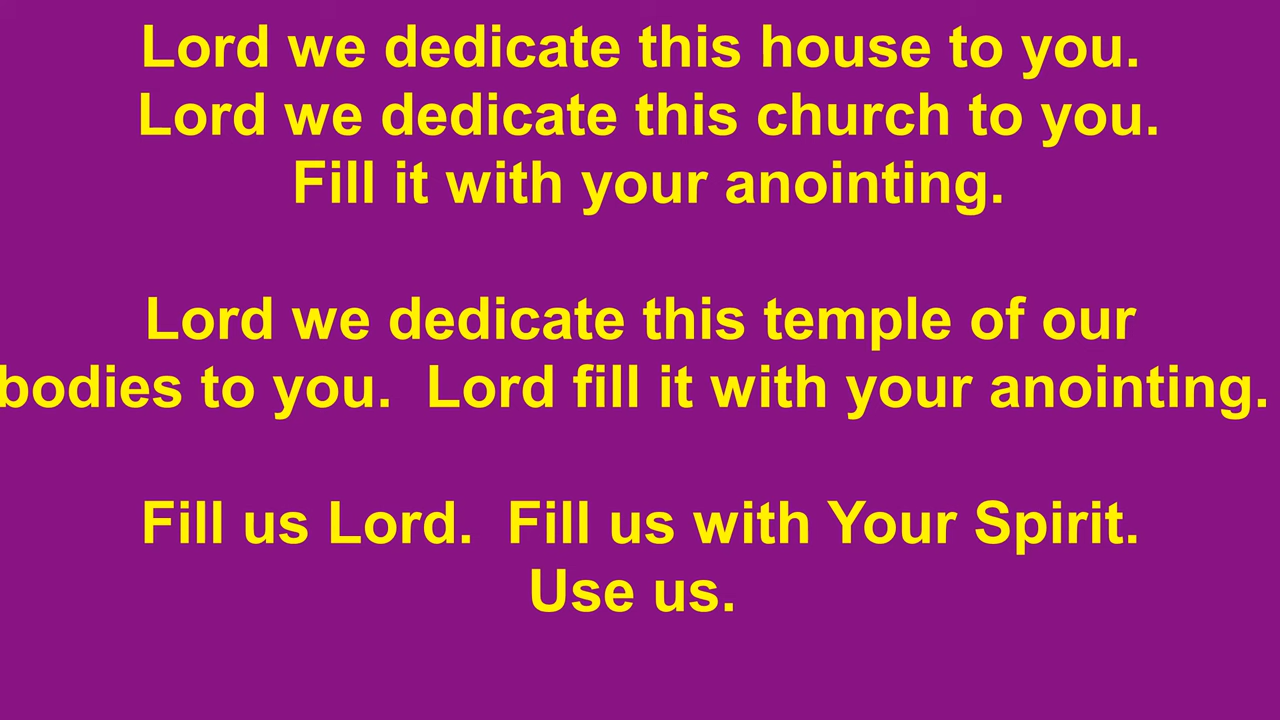 Lord we dedicate this house to you.
Lord we dedicate this church to you.
Fill it with your anointing.
Lord we dedicate this temple of our
bodies to you.  Lord fill it with your anointing.
Fill us Lord.  Fill us with Your Spirit.
Use us.